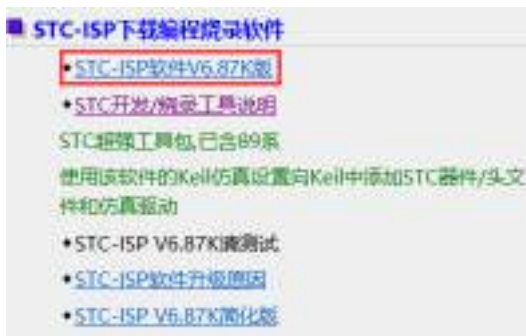 STC-ISP下载编程烧录软件
STC-ISP软件V6.87K版
STC开发/烧录工具说明
STC超强工具包,已含89系
使用该软件的Keil仿真设置向Keil中添加STC器件/头文
件和仿真驱动
STC-ISP V6.87K请测试
STC-ISP软件升级原因
STC-ISP V6.87K简化版